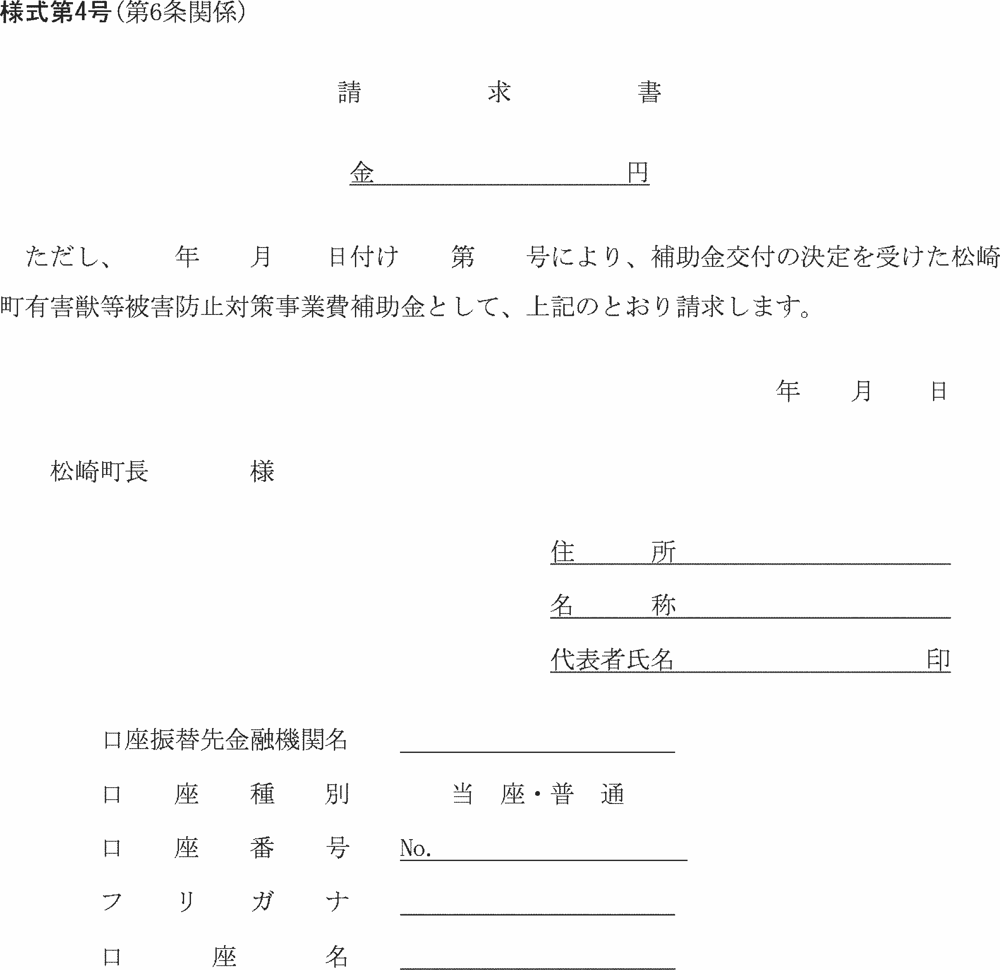 様式第4号(第6条関係)
請　求　書
金　　　　　円
ただし、　年　月　日付け　第　号により、補助金交付の決定を受けた松崎
町有害獣等被害防止対策事業費補助金として、上記のとおり請求します。
年　月　日
松崎町長　　様
住　所
名　称
代表者氏名　　　　　印
口座振替先金融機関名
口　座　種　別　　当　座・普　通
口　座　番　号　　No.
フ　リ　ガ　ナ
口　座　名